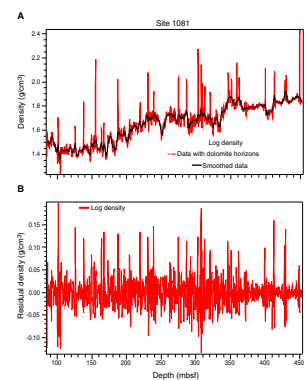 Site 1081
A
2.4
2.2
2.0
1.8
1.6
1.4
Density (g/cm³)
Log density
Data with dolomite horizons
Smoothed data
B
Log density
0.15
0.10
0.05
0.00
-0.05
-0.10
Residual density (g/cm³)
100 150 200 250 300 350 400 450
Depth (mbsf)